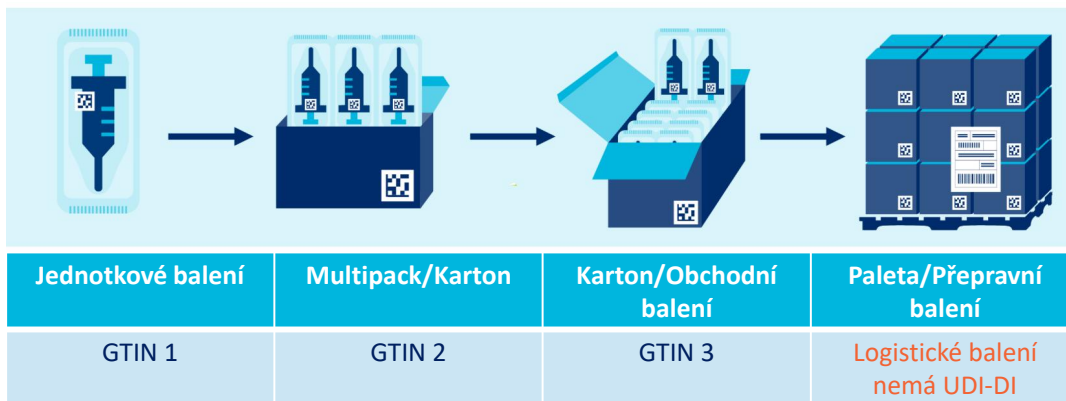 Jednotkové balení
Multipack/Karton
Karton/Obchodní
balení
Paleta/Přepravní
balení
GTIN 1
GTIN 2
GTIN 3
Logistické balení
nemá UDI-DI